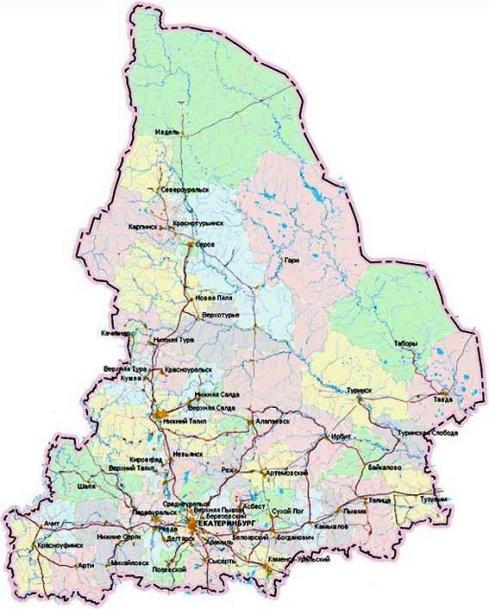 Ивдель
Североуральск
Карпинск
Краснотурьинск
Серов
Гари
Новая Ляля
Верхотурье
Качканар
Нижняя Тура
Таборы
Верхняя Тура
Красноуральск
Кушва
Туринск
Тавда
Нижняя Салда
Верхняя Салда
Нижний Тагил
Алапаевск
Ирбит
Туринская Слобода
Невьянск
Кировград
Верхний Тагил
Байкалово
Реж
Артемовский
Шаля
Талица
Тугулым
Среднеуральск
Верхняя Пышма
Асбест
Березовский
Сухой Лог
Пышма
Первоуральск
ЕКАТЕРИНБУРГ
Ачит
Ревда
Камышлов
Нижние Серги
Дегтярск
Белоярский
Богданович
Красноуфимск
Арамиль
Арти
Михайловск
Полевской
Сысерть
Каменск-Уральский